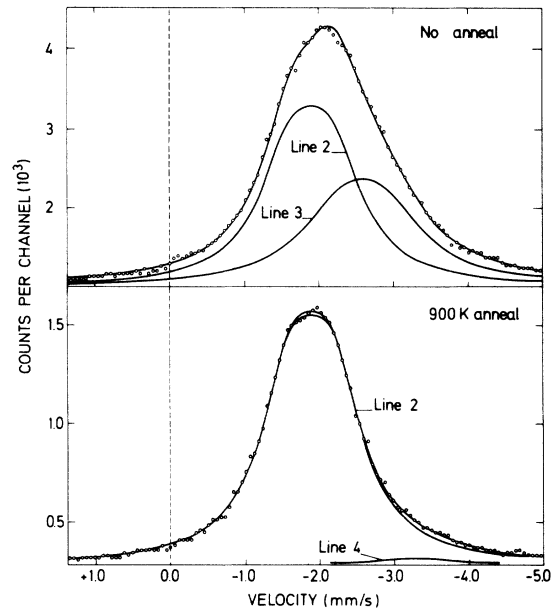 No anneal
4
3
2
Line 2
Line 3
COUNTS PER CHANNEL (10³)
900 K anneal
1.5
1.0
0.5
Line 2
Line 4
+1.0 0.0 -1.0 -2.0 -3.0 -4.0 -5.0
VELOCITY (mm/s)